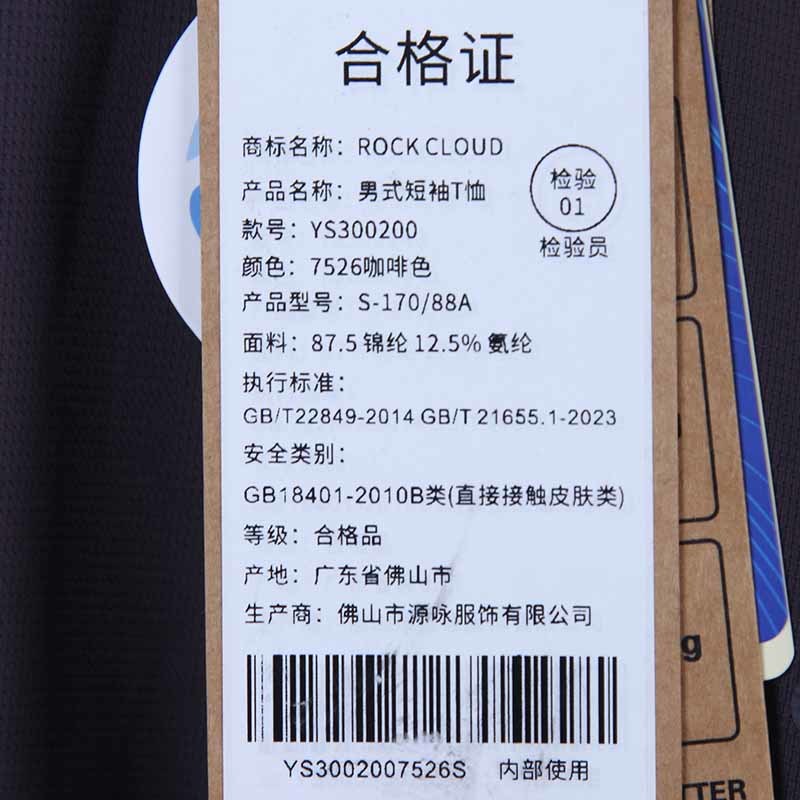 合格证
商标名称：ROCK CLOUD
检验
01
检验员
产品名称：男式短袖T恤
款号：YS300200
颜色：7526咖啡色
产品型号：S-170/88A
面料：87.5 锦纶 12.5% 氨纶
执行标准：
GB/T22849-2014 GB/T 21655.1-2023
安全类别：
GB18401-2010B类(直接接触皮肤类)
等级：合格品
产地：广东省佛山市
生产商：佛山市源咏服饰有限公司
YS3002007526S 内部使用
g
TTER